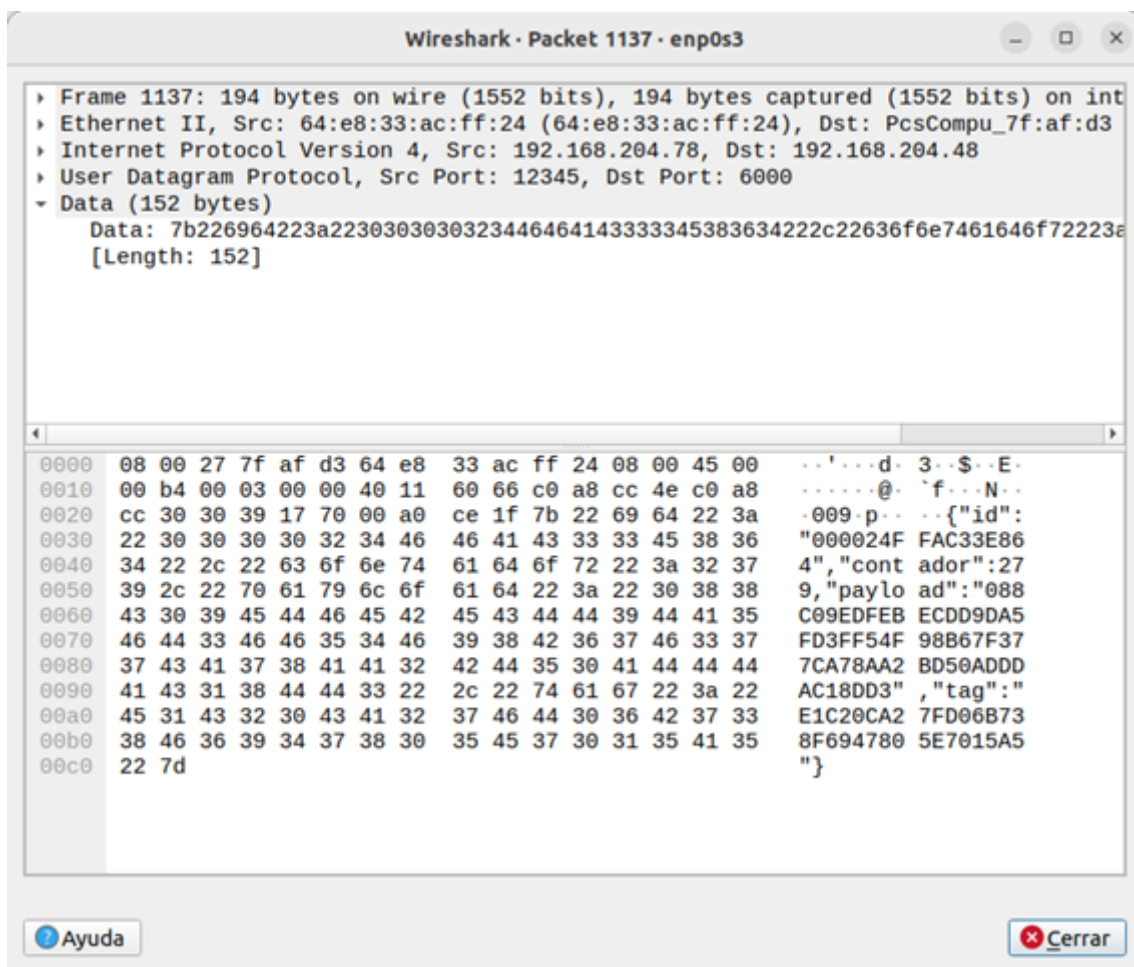 Wireshark · Packet 1137 · enp0s3
Frame 1137: 194 bytes on wire (1552 bits), 194 bytes captured (1552 bits) on int
Ethernet II, Src: 64:e8:33:ac:ff:24 (64:e8:33:ac:ff:24), Dst: PcsCompu_7f:af:d3
Internet Protocol Version 4, Src: 192.168.204.78, Dst: 192.168.204.48
User Datagram Protocol, Src Port: 12345, Dst Port: 6000
Data (152 bytes)
Data: 7b226964223a223030303032344646414333334538363422​2c22636f6e7461646f72223a
[Length: 152]
0000 08 00 27 7f af d3 64 e8 33 ac ff 24 08 00 45 00 ··'···d· 3··$··E·
0010 00 b4 00 03 00 00 40 11 60 66 c0 a8 cc 4e c0 a8 ······@· `f···N··
0020 cc 30 30 39 17 70 00 a0 ce 1f 7b 22 69 64 22 3a ·009·p·· ··{"id":
0030 22 30 30 30 30 32 34 46 46 41 43 33 33 45 38 36 "000024F FAC33E86
0040 34 22 2c 22 63 6f 6e 74 61 64 6f 72 22 3a 32 37 4","cont ador":27
0050 39 2c 22 70 61 79 6c 6f 61 64 22 3a 22 30 38 38 9,"paylo ad":"088
0060 43 30 39 45 44 46 45 42 45 43 44 44 39 44 41 35 C09EDFEB ECDD9DA5
0070 46 44 33 46 46 35 34 46 39 38 42 36 37 46 33 37 FD3FF54F 98B67F37
0080 37 43 41 37 38 41 41 32 42 44 35 30 41 44 44 44 7CA78AA2 BD50ADDD
0090 41 43 31 38 44 44 33 22 2c 22 74 61 67 22 3a 22 AC18DD3" ,"tag":"
00a0 45 31 43 32 30 43 41 32 37 46 44 30 36 42 37 33 E1C20CA2 7FD06B73
00b0 38 46 36 39 34 37 38 30 35 45 37 30 31 35 41 35 8F694780 5E7015A5
00c0 22 7d "}
Ayuda
Cerrar